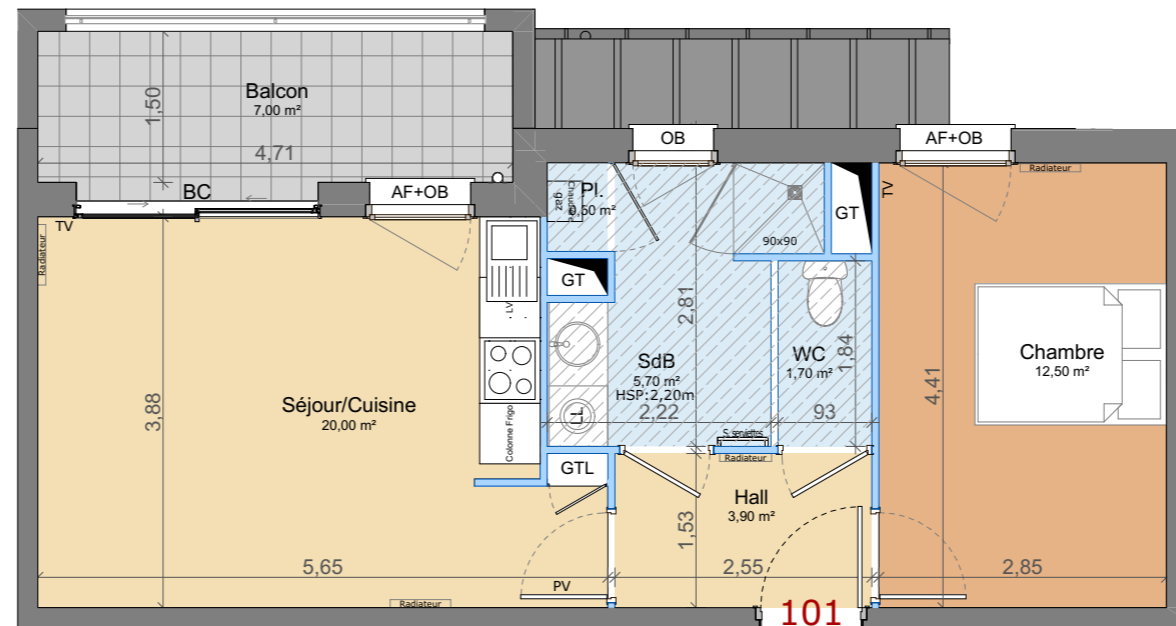 Balcon
7,00 m²
1,50
4,71
BC
AF+OB
OB
AF+OB
TV
Radiateur
Pl.
0,50 m²
Chaudière
gaz
GT
90x90
GT
TV
Radiateur
LV
Colonne Frigo
Séjour/Cuisine
20,00 m²
3,88
SdB
5,70 m²
HSP:2,20m
2,81
2,22
LL
WC
1,70 m²
1,84
93
S. serviettes
Radiateur
Chambre
12,50 m²
4,41
GTL
Hall
3,90 m²
1,53
5,65
2,55
2,85
PV
Radiateur
101